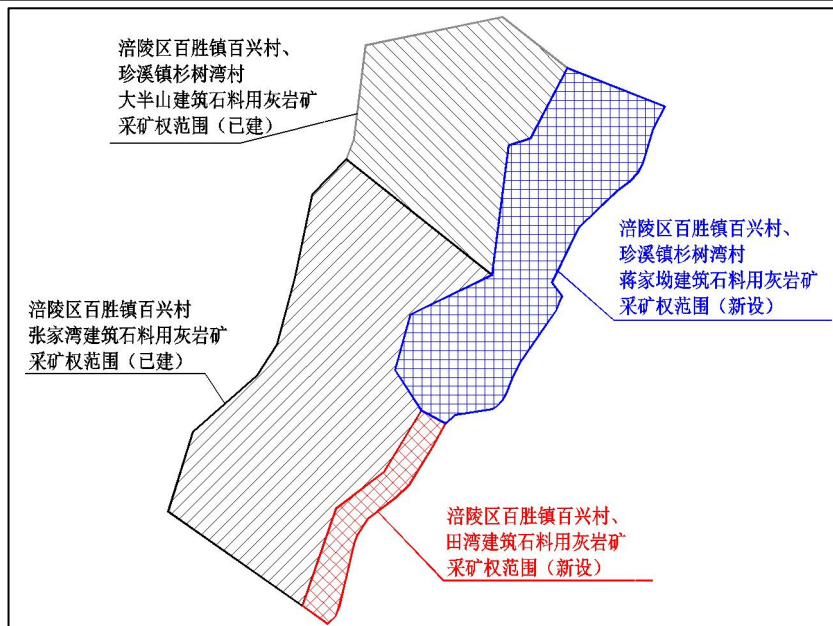 涪陵区百胜镇百兴村、
珍溪镇杉树湾村
大半山建筑石料用灰岩矿
采矿权范围（已建）
涪陵区百胜镇百兴村、
珍溪镇杉树湾村
蒋家坳建筑石料用灰岩矿
采矿权范围（新设）
涪陵区百胜镇百兴村
张家湾建筑石料用灰岩矿
采矿权范围（已建）
涪陵区百胜镇百兴村、
田湾建筑石料用灰岩矿
采矿权范围（新设）